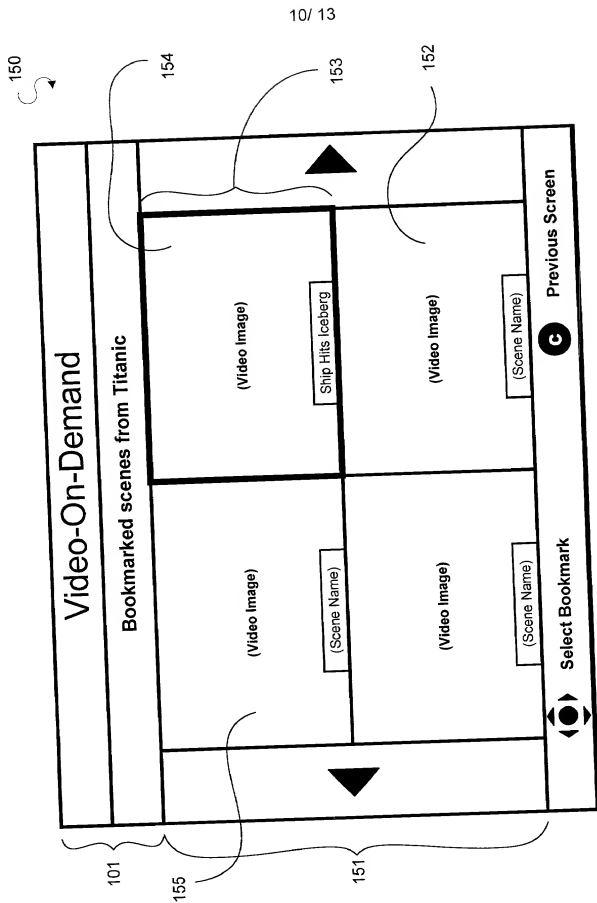 10/ 13
150
Video-On-Demand
Bookmarked scenes from Titanic
(Video Image)
(Scene Name)
(Video Image)
Ship Hits Iceberg
(Video Image)
(Scene Name)
(Video Image)
(Scene Name)
Select Bookmark
C Previous Screen
101
151
155
154
153
152